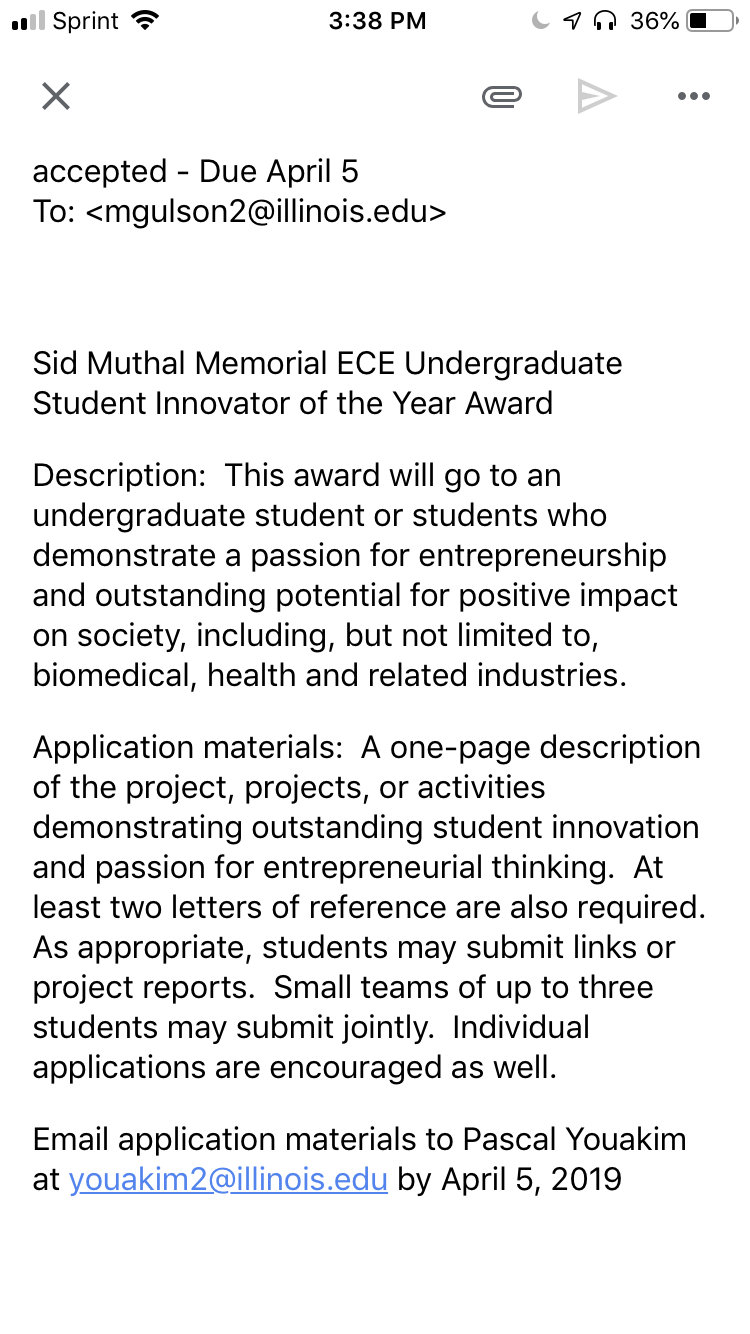 Sprint 3:38 PM 36%
accepted - Due April 5
To: <mgulson2@illinois.edu>
Sid Muthal Memorial ECE Undergraduate
Student Innovator of the Year Award
Description:  This award will go to an
undergraduate student or students who
demonstrate a passion for entrepreneurship
and outstanding potential for positive impact
on society, including, but not limited to,
biomedical, health and related industries.
Application materials:  A one-page description
of the project, projects, or activities
demonstrating outstanding student innovation
and passion for entrepreneurial thinking.  At
least two letters of reference are also required.
As appropriate, students may submit links or
project reports.  Small teams of up to three
students may submit jointly.  Individual
applications are encouraged as well.
Email application materials to Pascal Youakim
at youakim2@illinois.edu by April 5, 2019